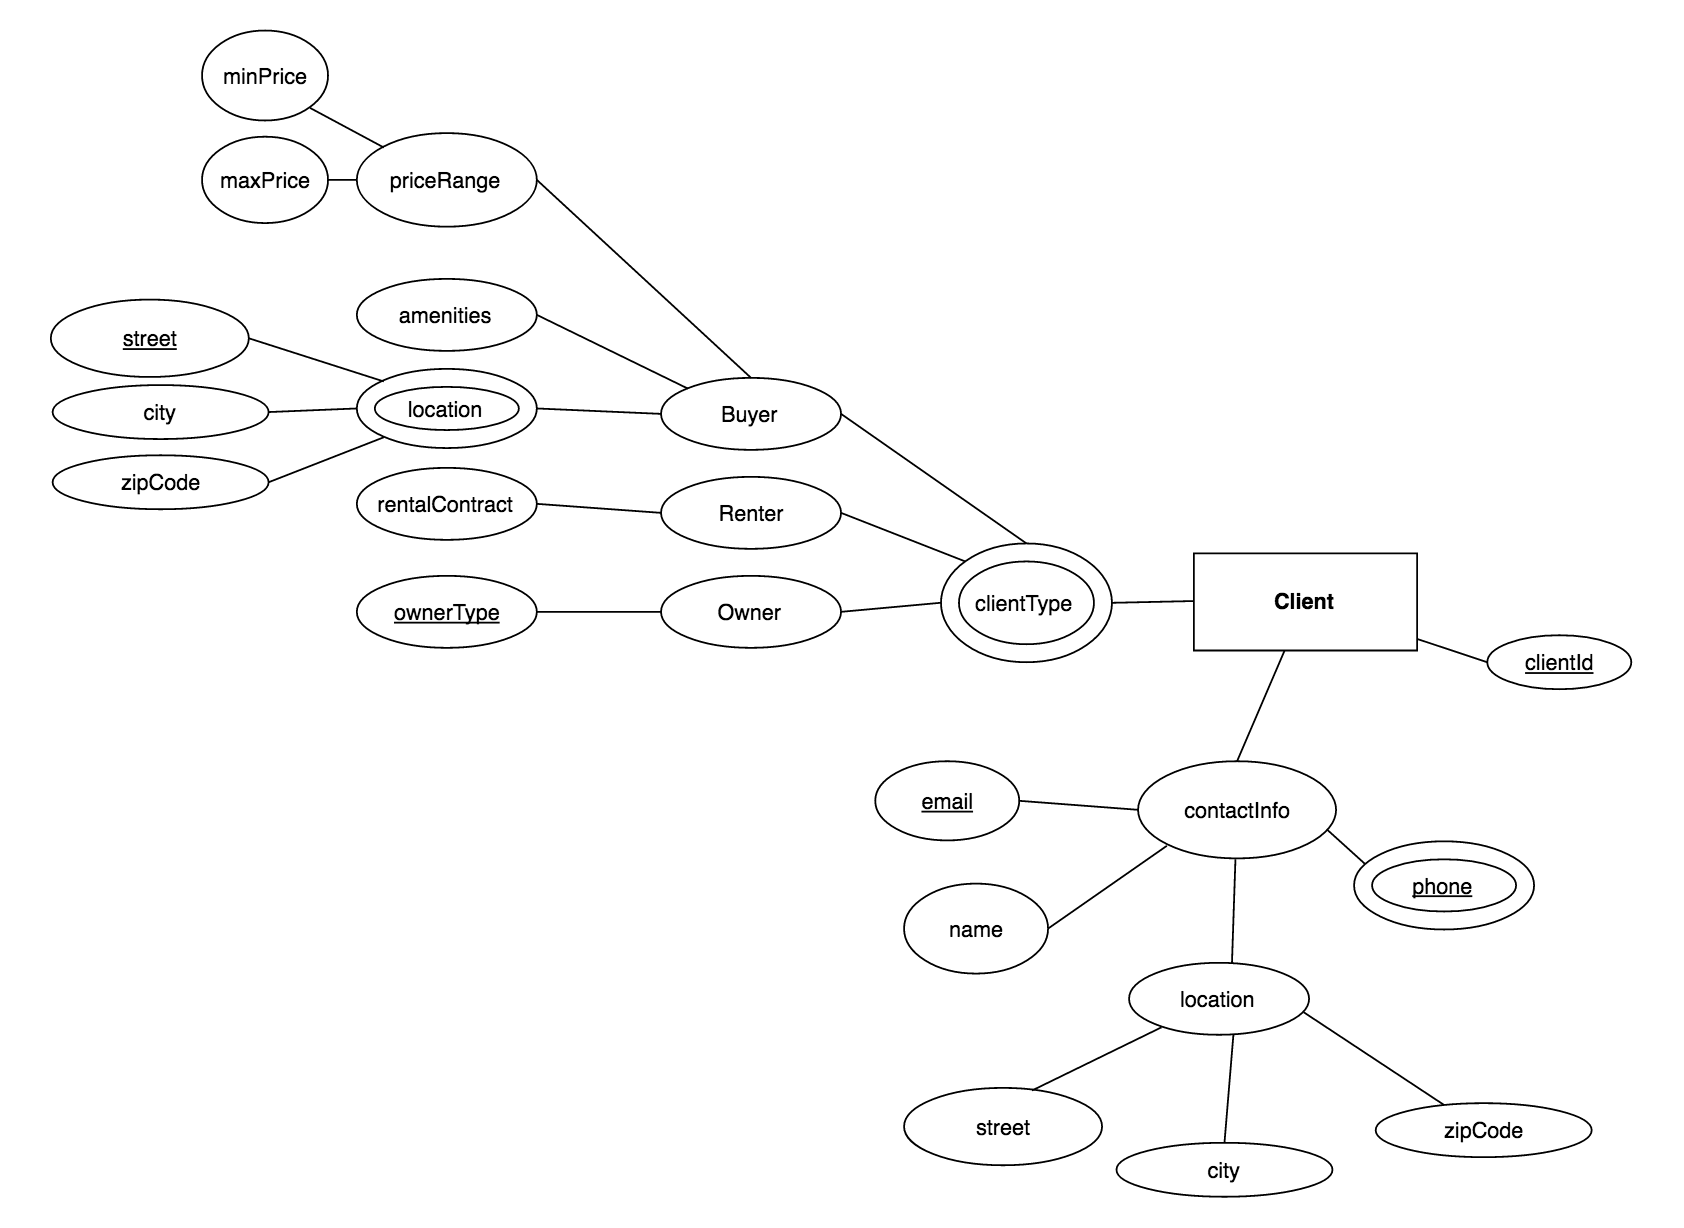 minPrice
maxPrice
priceRange
amenities
street
city
location
Buyer
zipCode
rentalContract
Renter
ownerType
Owner
clientType
Client
clientId
email
contactInfo
phone
name
location
street
zipCode
city